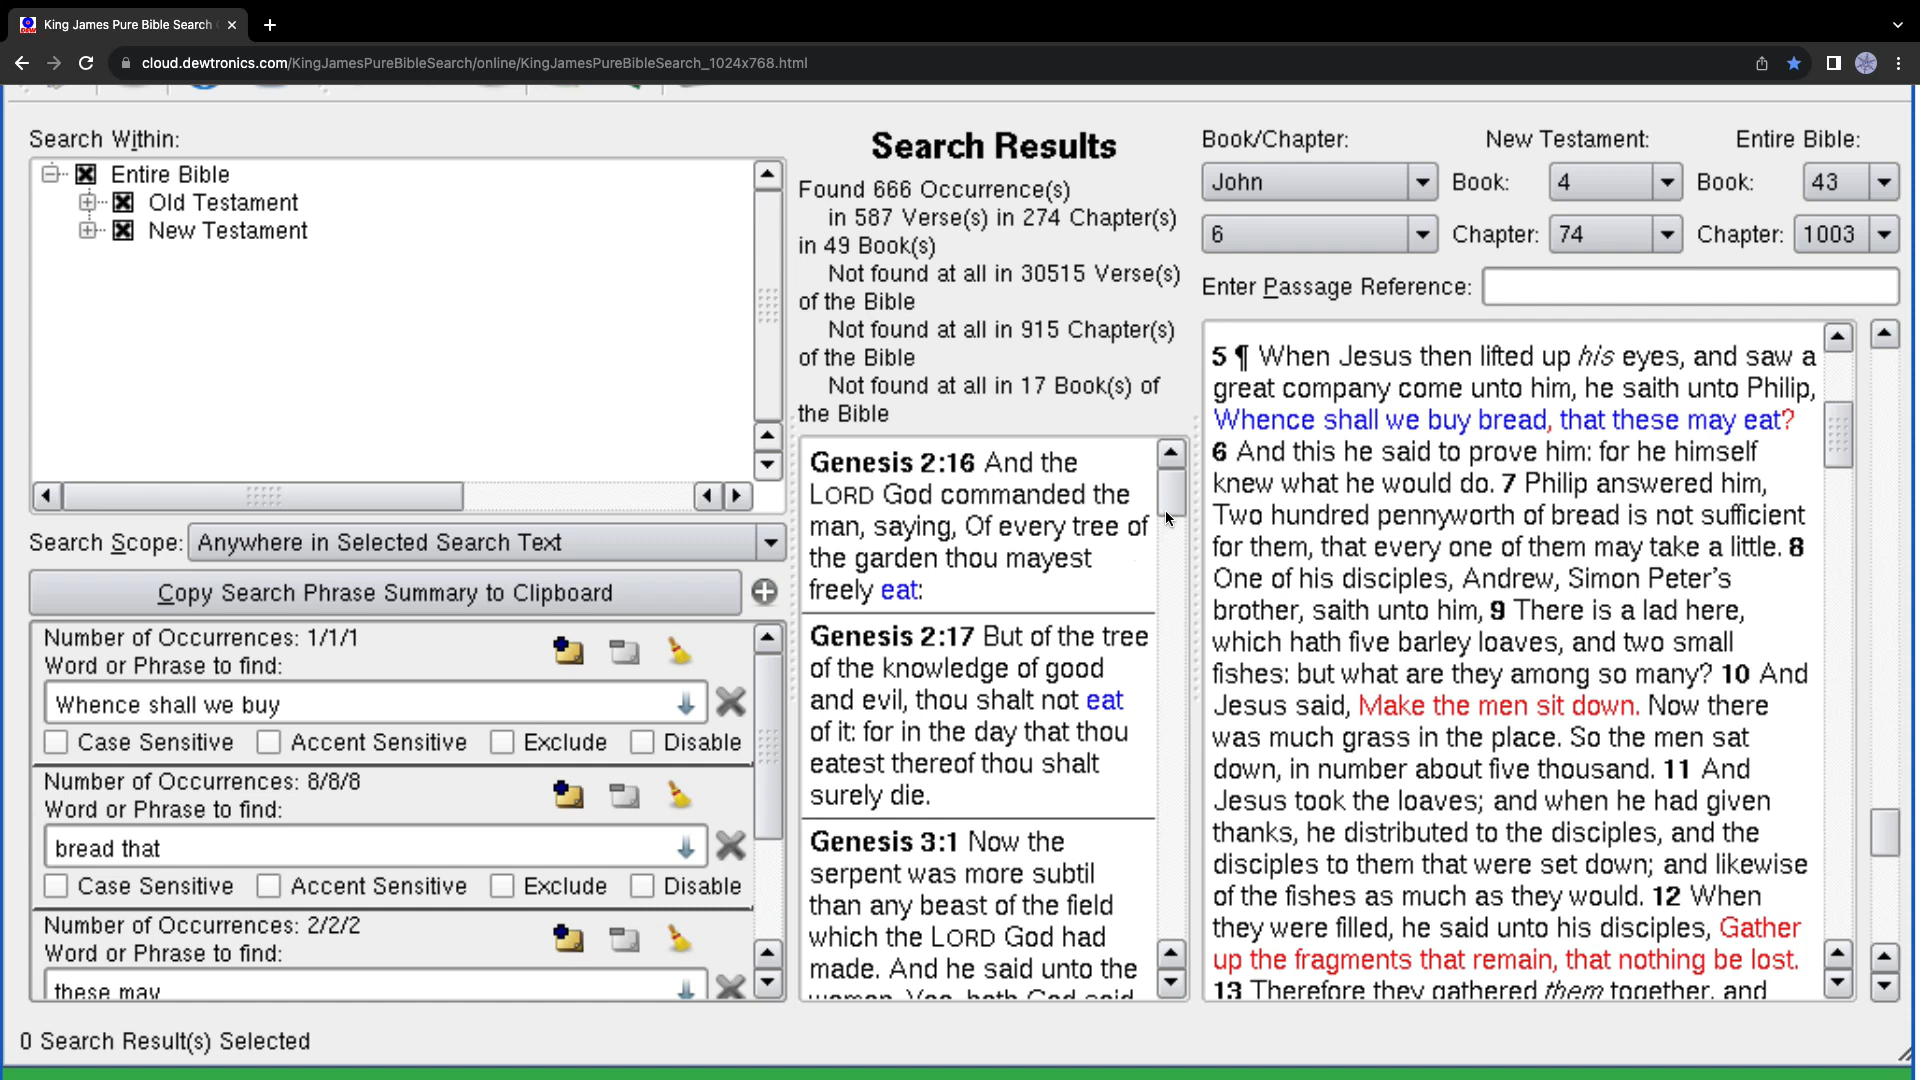 King James Pure Bible Search
cloud.dewtronics.com/KingJamesPureBibleSearch/online/KingJamesPureBibleSearch_1024x768.html
Search Within:
Entire Bible
Old Testament
New Testament
Search Scope: Anywhere in Selected Search Text
Copy Search Phrase Summary to Clipboard
Number of Occurrences: 1/1/1
Word or Phrase to find:
Whence shall we buy
Case Sensitive Accent Sensitive Exclude Disable
Number of Occurrences: 8/8/8
Word or Phrase to find:
bread that
Case Sensitive Accent Sensitive Exclude Disable
Number of Occurrences: 2/2/2
Word or Phrase to find:
these may
0 Search Result(s) Selected
Search Results
Found 666 Occurrence(s)
in 587 Verse(s) in 274 Chapter(s)
in 49 Book(s)
Not found at all in 30515 Verse(s)
of the Bible
Not found at all in 915 Chapter(s)
of the Bible
Not found at all in 17 Book(s) of
the Bible
Genesis 2:16 And the
LORD God commanded the
man, saying, Of every tree of
the garden thou mayest
freely eat:
Genesis 2:17 But of the tree
of the knowledge of good
and evil, thou shalt not eat
of it: for in the day that thou
eatest thereof thou shalt
surely die.
Genesis 3:1 Now the
serpent was more subtil
than any beast of the field
which the LORD God had
made. And he said unto the
woman, Yea, hath God said,
Book/Chapter: New Testament: Entire Bible:
John Book: 4 Book: 43
6 Chapter: 74 Chapter: 1003
Enter Passage Reference:
5 ¶ When Jesus then lifted up his eyes, and saw a
great company come unto him, he saith unto Philip,
Whence shall we buy bread, that these may eat?
6 And this he said to prove him: for he himself
knew what he would do. 7 Philip answered him,
Two hundred pennyworth of bread is not sufficient
for them, that every one of them may take a little. 8
One of his disciples, Andrew, Simon Peter’s
brother, saith unto him, 9 There is a lad here,
which hath five barley loaves, and two small
fishes: but what are they among so many? 10 And
Jesus said, Make the men sit down. Now there
was much grass in the place. So the men sat
down, in number about five thousand. 11 And
Jesus took the loaves; and when he had given
thanks, he distributed to the disciples, and the
disciples to them that were set down; and likewise
of the fishes as much as they would. 12 When
they were filled, he said unto his disciples, Gather
up the fragments that remain, that nothing be lost.
13 Therefore they gathered them together, and